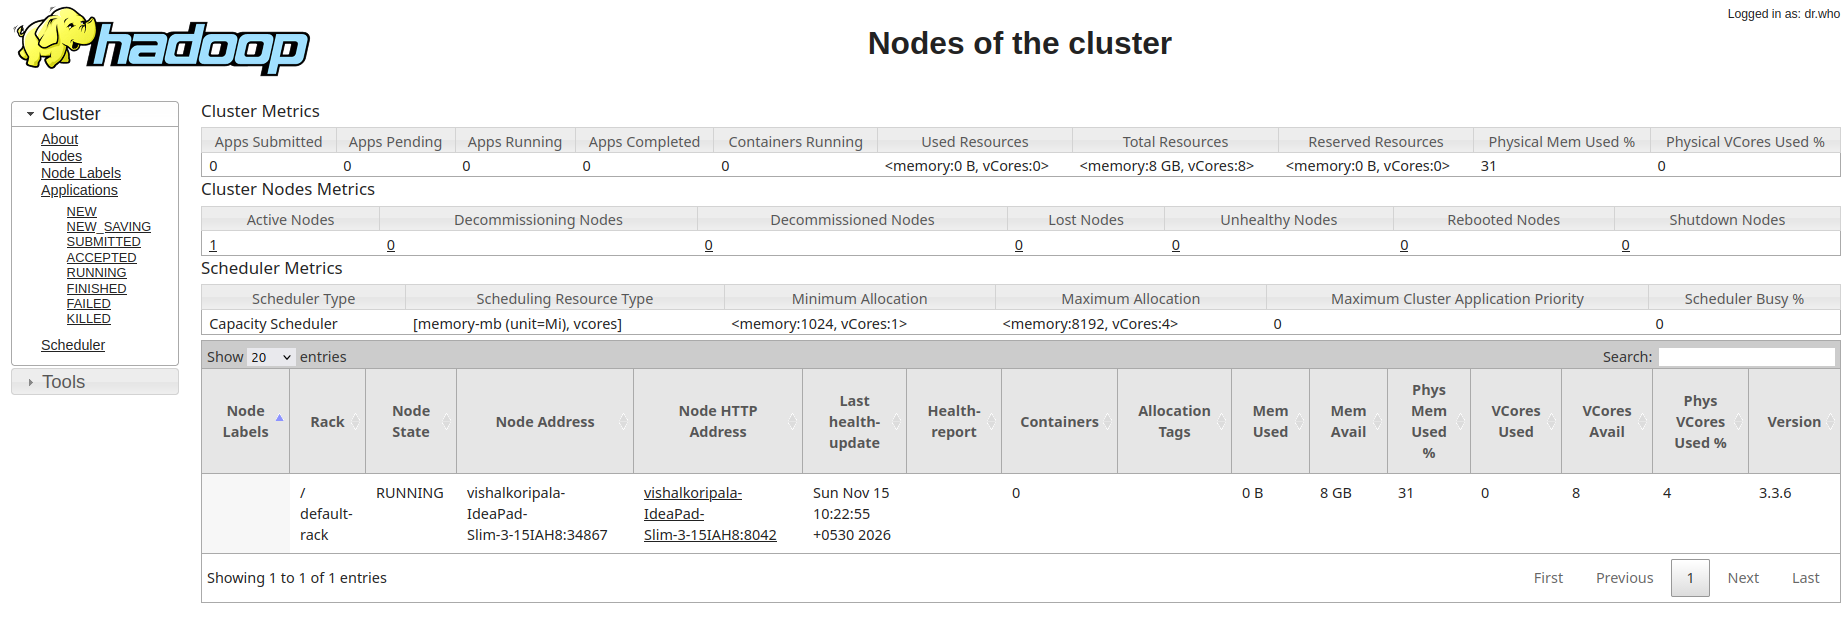 hadoop
Logged in as: dr.who
Nodes of the cluster
Cluster
About
Nodes
Node Labels
Applications
NEW
NEW_SAVING
SUBMITTED
ACCEPTED
RUNNING
FINISHED
FAILED
KILLED
Scheduler
Tools
Cluster Metrics
Apps Submitted Apps Pending Apps Running Apps Completed Containers Running Used Resources Total Resources Reserved Resources Physical Mem Used % Physical VCores Used %
0 0 0 0 0 <memory:0 B, vCores:0> <memory:8 GB, vCores:8> <memory:0 B, vCores:0> 31 0
Cluster Nodes Metrics
Active Nodes Decommissioning Nodes Decommissioned Nodes Lost Nodes Unhealthy Nodes Rebooted Nodes Shutdown Nodes
1 0 0 0 0 0 0
Scheduler Metrics
Scheduler Type Scheduling Resource Type Minimum Allocation Maximum Allocation Maximum Cluster Application Priority Scheduler Busy %
Capacity Scheduler [memory-mb (unit=Mi), vcores] <memory:1024, vCores:1> <memory:8192, vCores:4> 0 0
Show 20 entries Search:
Node Labels
Rack
Node State
Node Address
Node HTTP Address
Last health-update
Health-report
Containers
Allocation Tags
Mem Used
Mem Avail
Phys Mem Used %
VCores Used
VCores Avail
Phys VCores Used %
Version
/default-rack
RUNNING
vishalkoripala-IdeaPad-Slim-3-15IAH8:34867
vishalkoripala-IdeaPad-Slim-3-15IAH8:8042
Sun Nov 15 10:22:55 +0530 2026
0
0 B
8 GB
31
0
8
4
3.3.6
Showing 1 to 1 of 1 entries First Previous 1 Next Last